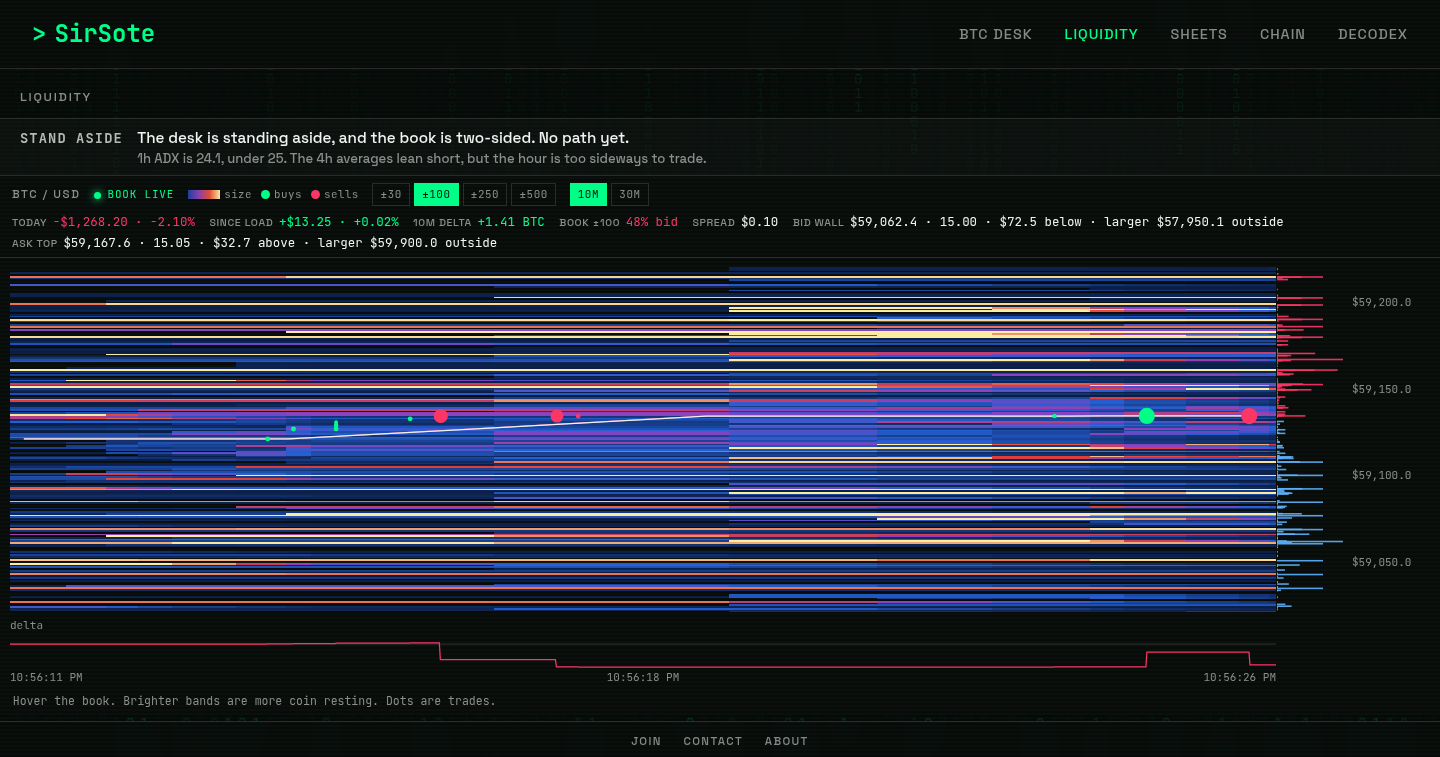 > SirSote
BTC DESK LIQUIDITY SHEETS CHAIN DECODEX
LIQUIDITY
STAND ASIDE The desk is standing aside, and the book is two-sided. No path yet.
1h ADX is 24.1, under 25. The 4h averages lean short, but the hour is too sideways to trade.
BTC / USD BOOK LIVE size buys sells ±30 ±100 ±250 ±500 10M 30M
TODAY -$1,268.20 · -2.10% SINCE LOAD +$13.25 · +0.02% 10M DELTA +1.41 BTC BOOK ±100 48% bid SPREAD $0.10 BID WALL $59,062.4 · 15.00 · $72.5 below · larger $57,950.1 outside
ASK TOP $59,167.6 · 15.05 · $32.7 above · larger $59,900.0 outside
$59,200.0
$59,150.0
$59,100.0
$59,050.0
delta
10:56:11 PM 10:56:18 PM 10:56:26 PM
Hover the book. Brighter bands are more coin resting. Dots are trades.
JOIN CONTACT ABOUT